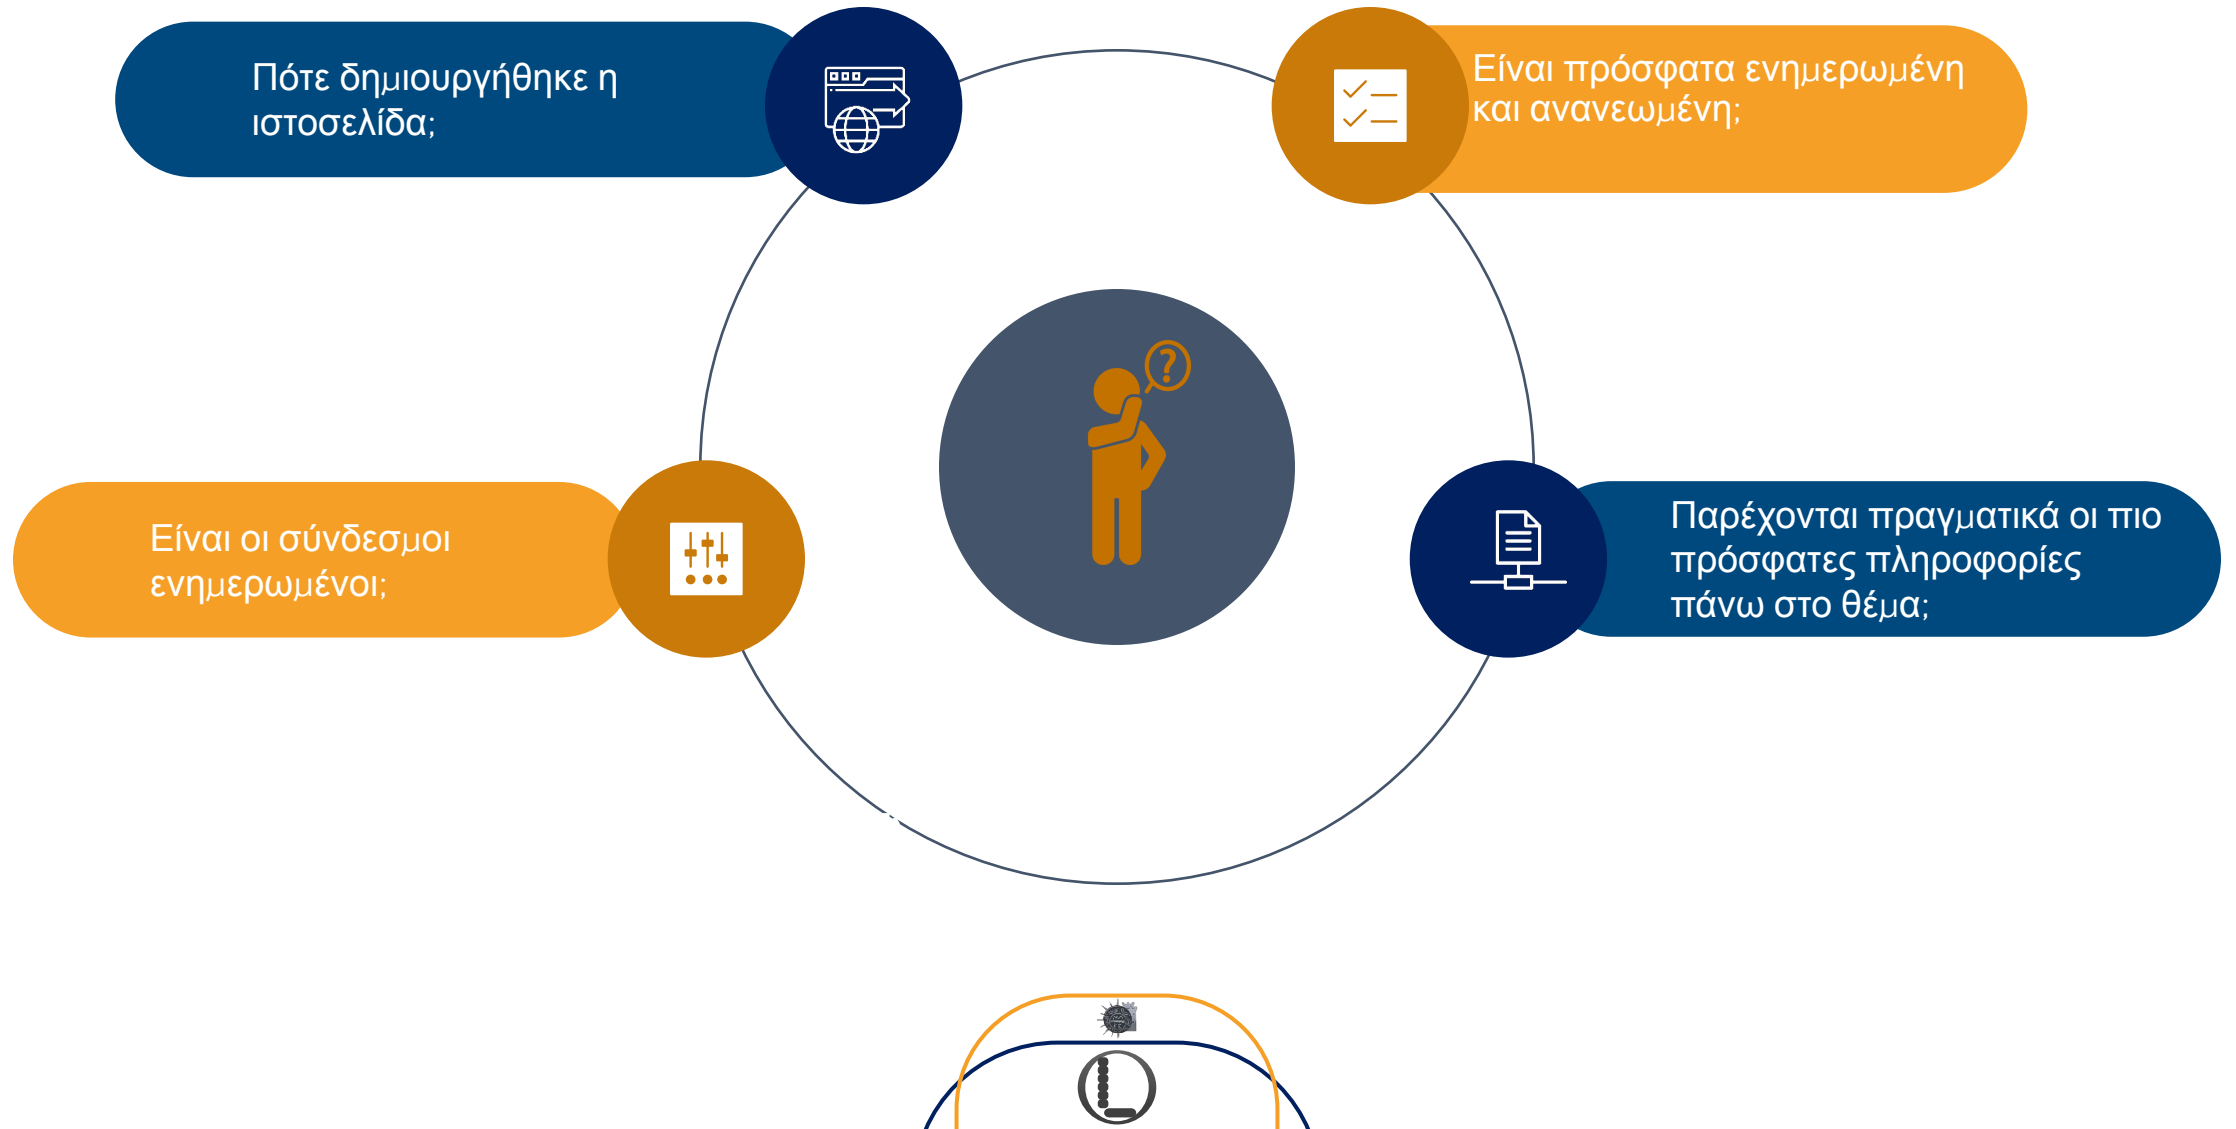 Πότε δημιουργήθηκε η
ιστοσελίδα;
Είναι πρόσφατα ενημερωμένη
και ανανεωμένη;
Είναι οι σύνδεσμοι
ενημερωμένοι;
Παρέχονται πραγματικά οι πιο
πρόσφατες πληροφορίες
πάνω στο θέμα;
?
L